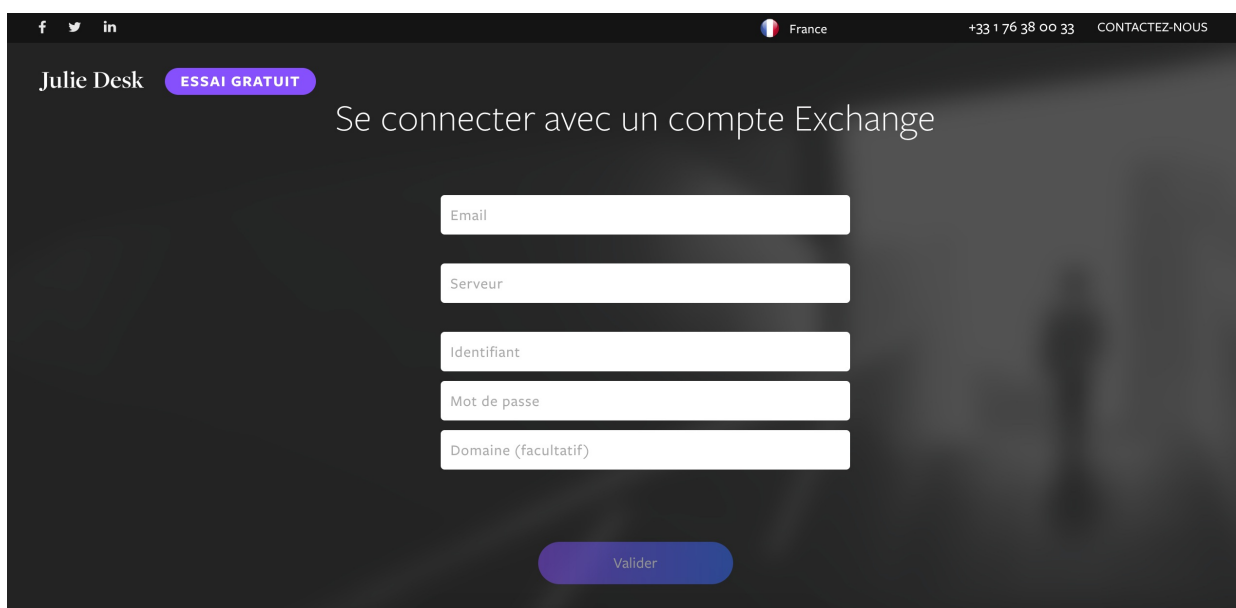 France
+33 1 76 38 00 33
CONTACTEZ-NOUS
Julie Desk
ESSAI GRATUIT
Se connecter avec un compte Exchange
Email
Serveur
Identifiant
Mot de passe
Domaine (facultatif)
Valider